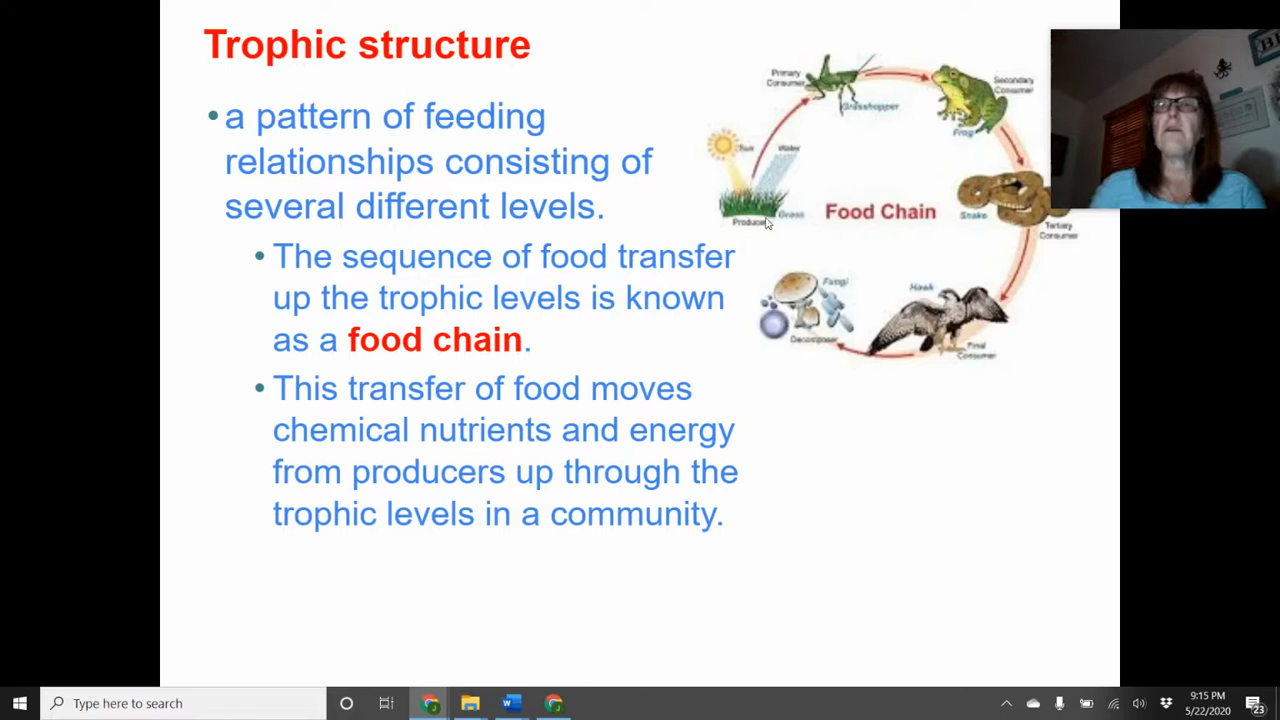 Trophic structure
• a pattern of feeding
relationships consisting of
several different levels.
• The sequence of food transfer
up the trophic levels is known
as a food chain.
• This transfer of food moves
chemical nutrients and energy
from producers up through the
trophic levels in a community.
Primary
Consumer
Grasshopper
Secondary
Consumer
Frog
Sun
Water
Grass
Producer
Food Chain
Snake
Tertiary
Consumer
Hawk
Final
Consumer
Fungi
Decomposer
Type here to search
9:15 PM
5/22/2020
23